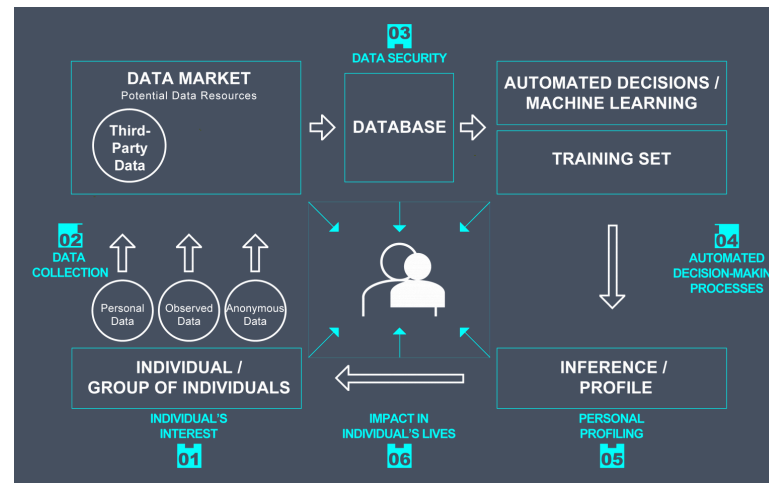 03
DATA SECURITY
DATA MARKET
Potential Data Resources
Third-
Party
Data
DATABASE
AUTOMATED DECISIONS /
MACHINE LEARNING
TRAINING SET
02
DATA
COLLECTION
Personal
Data
Observed
Data
Anonymous
Data
04
AUTOMATED
DECISION-MAKIN
PROCESSES
INDIVIDUAL /
GROUP OF INDIVIDUALS
INFERENCE /
PROFILE
INDIVIDUAL'S
INTEREST
01
IMPACT IN
INDIVIDUAL'S LIVES
06
PERSONAL
PROFILING
05